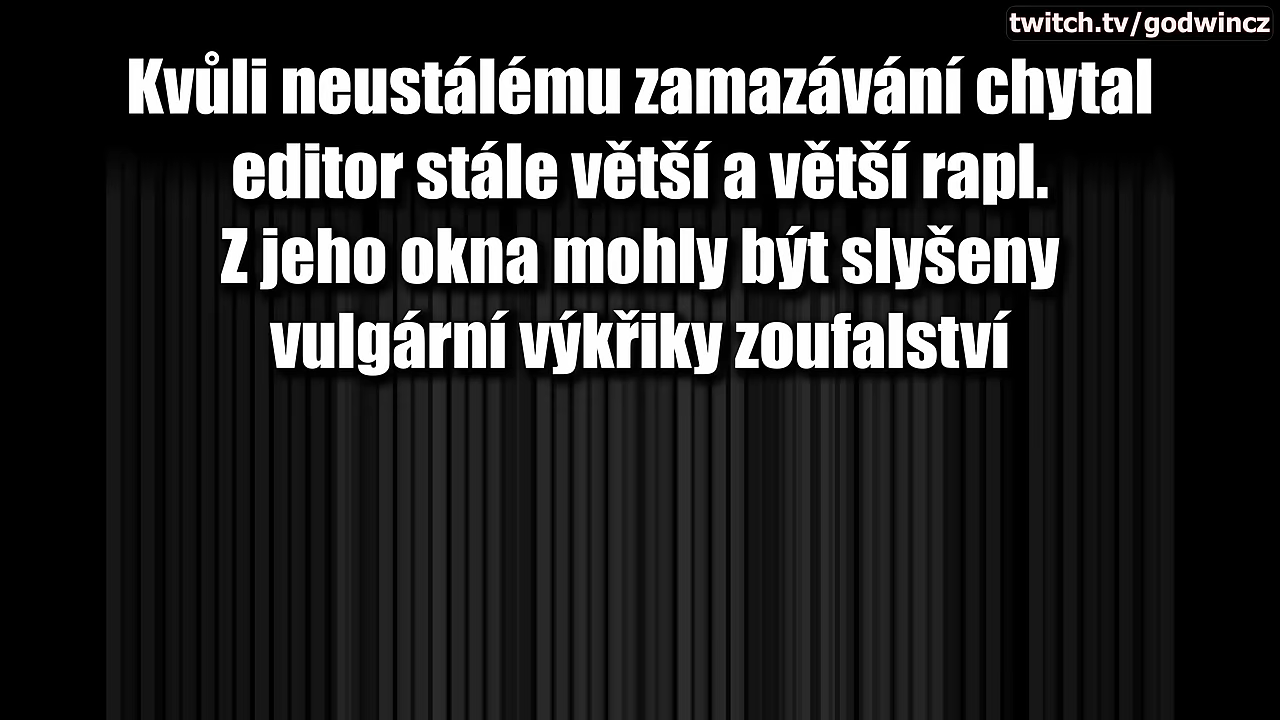 twitch.tv/godwincz
Kvůli neustálému zamazávání chytal
editor stále větší a větší rapl.
Z jeho okna mohly být slyšeny
vulgární výkřiky zoufalství